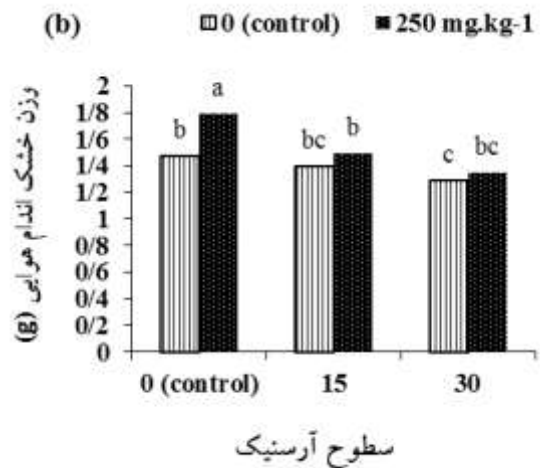 (b)
0 (control) 250 mg.kg-1
وزن خشک اندام هوایی (g)
2
1/8
1/6
1/4
1/2
1
0/8
0/6
0/4
0/2
0
b a bc b c bc
0 (control) 15 30
سطوح آرسنیک